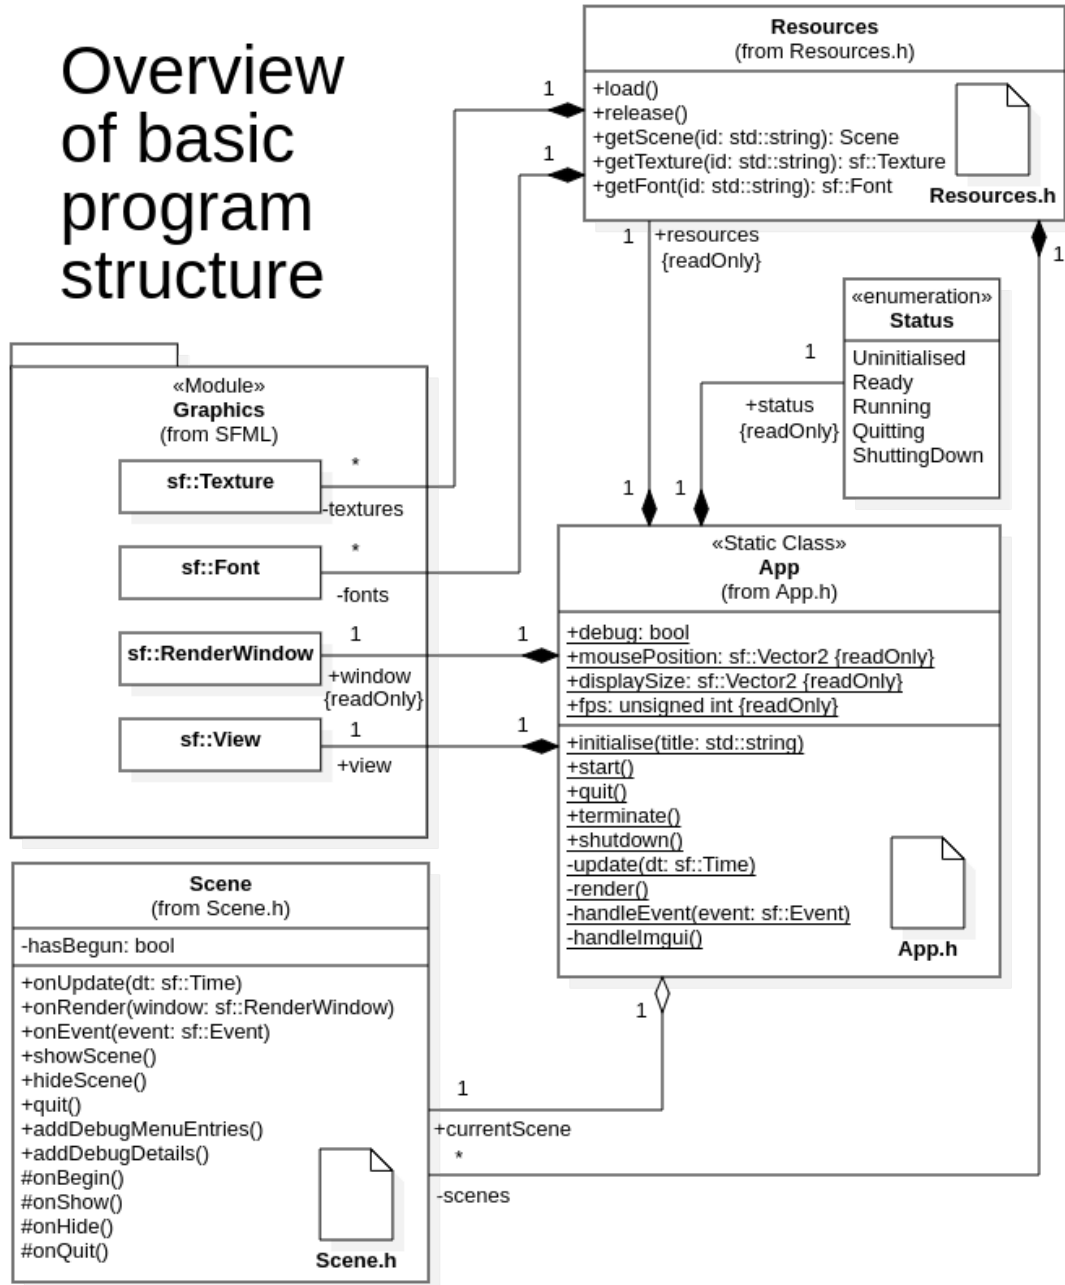 Overview
of basic
program
structure
Resources
(from Resources.h)
+load()
+release()
+getScene(id: std::string): Scene
+getTexture(id: std::string): sf::Texture
+getFont(id: std::string): sf::Font
Resources.h
1
1
1
+resources
{readOnly}
1
«enumeration»
Status
Uninitialised
Ready
Running
Quitting
ShuttingDown
1
+status
{readOnly}
1
1
«Module»
Graphics
(from SFML)
sf::Texture
*
-textures
sf::Font
*
-fonts
sf::RenderWindow
1
1
+window
{readOnly}
sf::View
1
1
+view
«Static Class»
App
(from App.h)
+debug: bool
+mousePosition: sf::Vector2 {readOnly}
+displaySize: sf::Vector2 {readOnly}
+fps: unsigned int {readOnly}
+initialise(title: std::string)
+start()
+quit()
+terminate()
+shutdown()
-update(dt: sf::Time)
-render()
-handleEvent(event: sf::Event)
-handleImgui()
App.h
1
Scene
(from Scene.h)
-hasBegun: bool
+onUpdate(dt: sf::Time)
+onRender(window: sf::RenderWindow)
+onEvent(event: sf::Event)
+showScene()
+hideScene()
+quit()
+addDebugMenuEntries()
+addDebugDetails()
#onBegin()
#onShow()
#onHide()
#onQuit()
Scene.h
1
+currentScene
*
-scenes